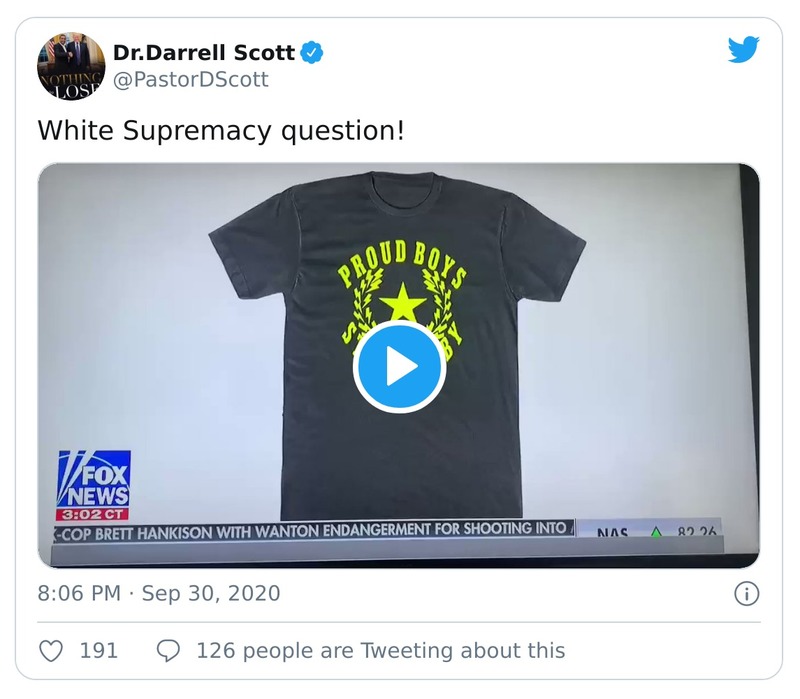 NOTHING
LOSE
Dr.Darrell Scott
@PastorDScott
White Supremacy question!
PROUD BOYS
FOX
NEWS
3:02 CT
-COP BRETT HANKISON WITH WANTON ENDANGERMENT FOR SHOOTING INTO
NAS 82.26
8:06 PM · Sep 30, 2020
191
126 people are Tweeting about this